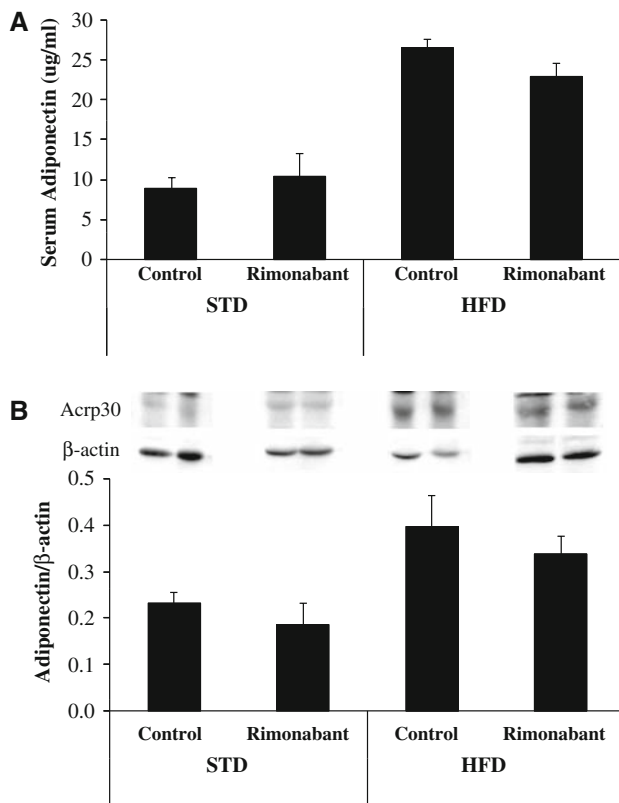 A
Serum Adiponectin (ug/ml)
30
25
20
15
10
5
0
Control Rimonabant Control Rimonabant
STD HFD
B
Acrp30
β-actin
Adiponectin/β-actin
0.5
0.4
0.3
0.2
0.1
0.0
Control Rimonabant Control Rimonabant
STD HFD